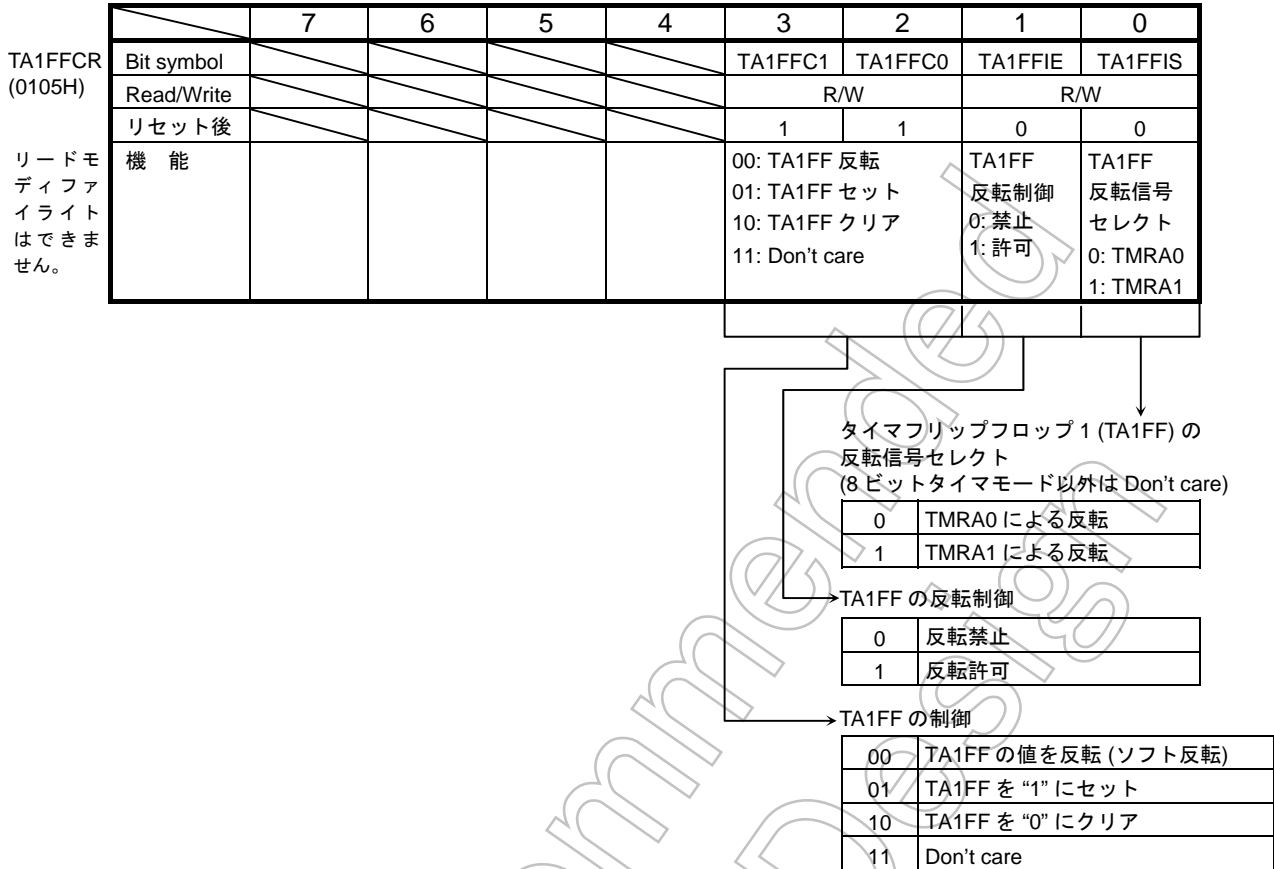 7 6 5 4 3 2 1 0
TA1FFCR
(0105H)
Bit symbol TA1FFC1 TA1FFC0 TA1FFIE TA1FFIS
Read/Write R/W R/W
リセット後 1 1 0 0
リードモ
ディファ
イライト
はできま
せん。
機 能
00: TA1FF 反転
01: TA1FF セット
10: TA1FF クリア
11: Don't care
TA1FF
反転制御
0: 禁止
1: 許可
TA1FF
反転信号
セレクト
0: TMRA0
1: TMRA1
タイマフリップフロップ 1 (TA1FF) の
反転信号セレクト
(8 ビットタイマモード以外は Don't care)
0 TMRA0 による反転
1 TMRA1 による反転
TA1FF の反転制御
0 反転禁止
1 反転許可
TA1FF の制御
00 TA1FF の値を反転 (ソフト反転)
01 TA1FF を “1” にセット
10 TA1FF を “0” にクリア
11 Don't care